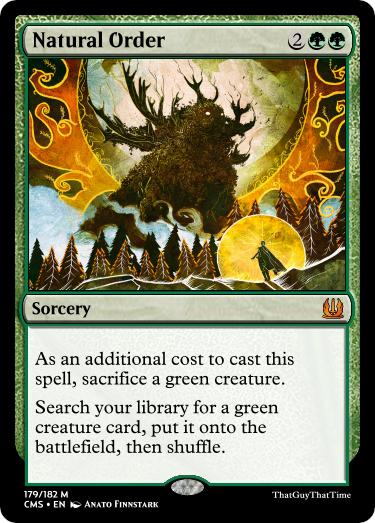 Natural Order 2
Sorcery
As an additional cost to cast this
spell, sacrifice a green creature.
Search your library for a green
creature card, put it onto the
battlefield, then shuffle.
179/182 M
CMS • EN Anato Finnstark
ThatGuyThatTime